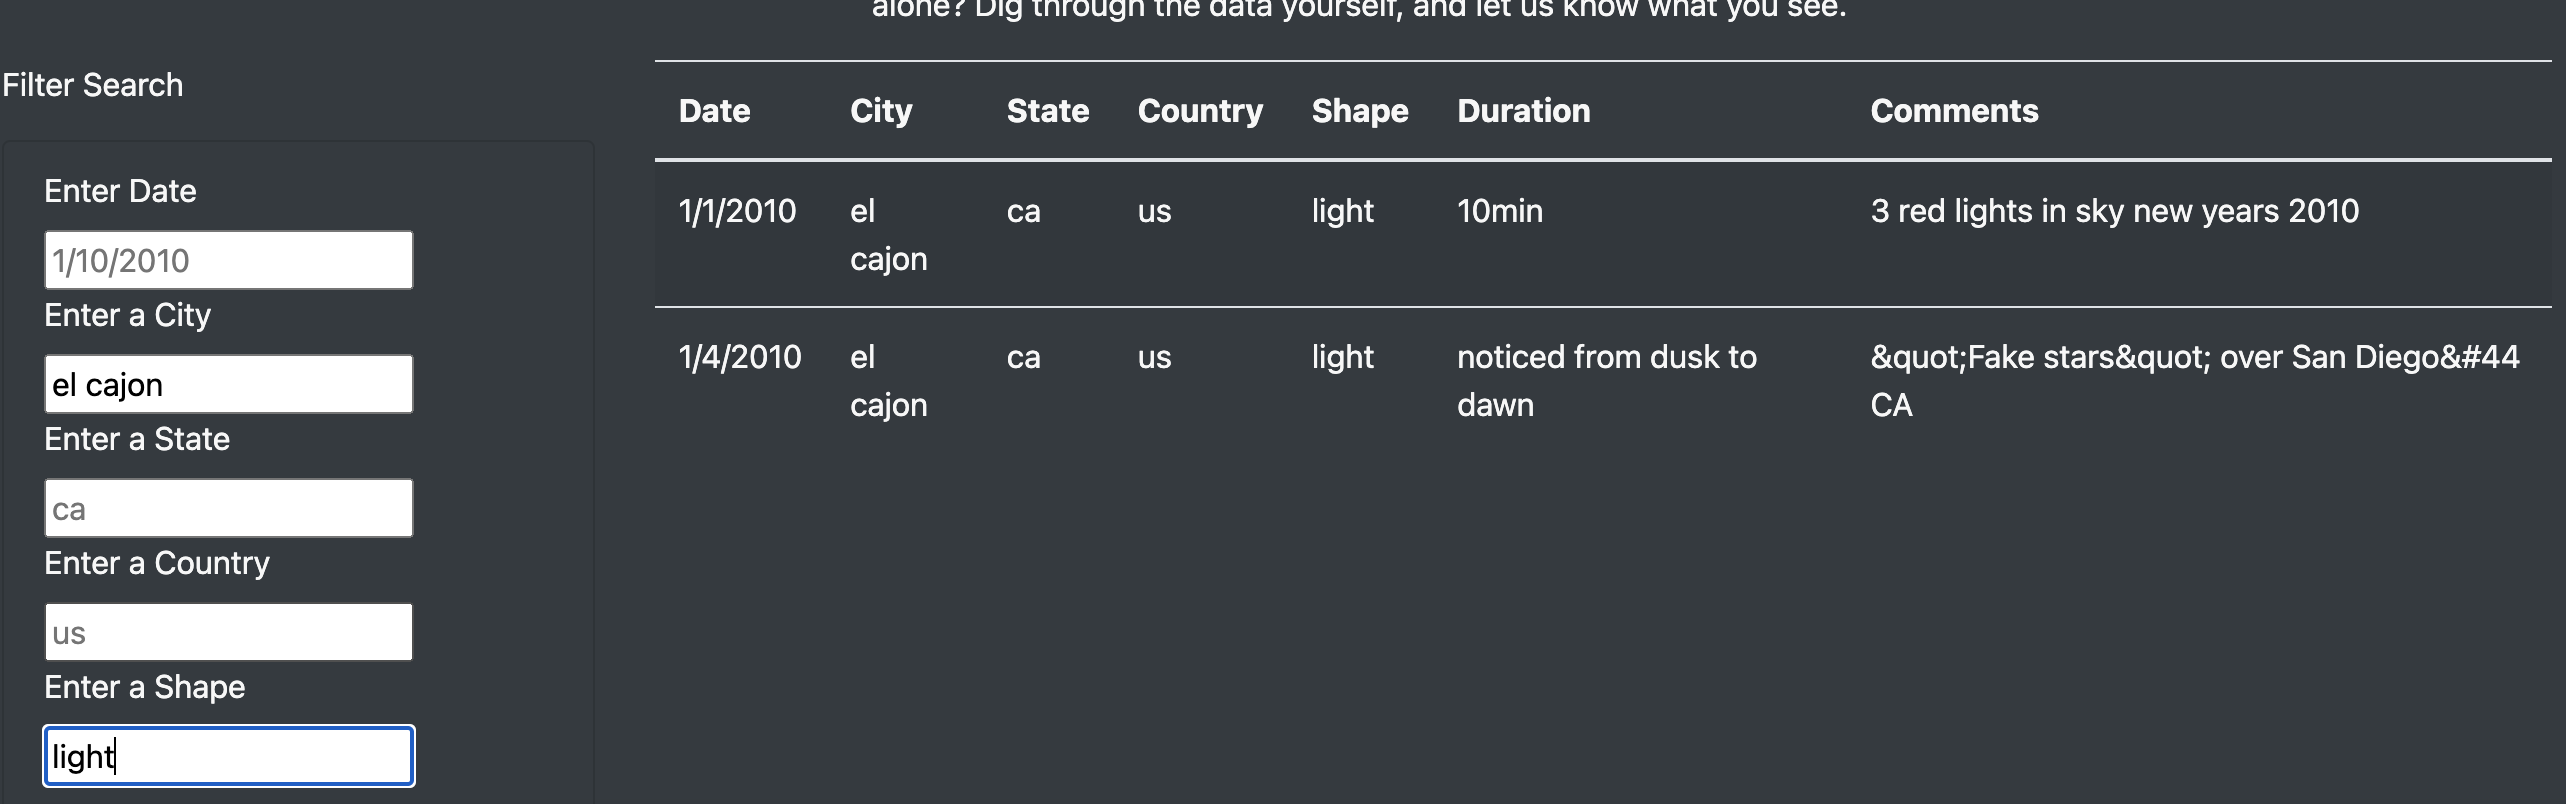 alone? Dig through the data yourself, and let us know what you see.
Filter Search
Enter Date
1/10/2010
Enter a City
el cajon
Enter a State
ca
Enter a Country
us
Enter a Shape
light
Date City State Country Shape Duration Comments
1/1/2010 el ca us light 10min 3 red lights in sky new years 2010
cajon
1/4/2010 el ca us light noticed from dusk to &quot;Fake stars&quot; over San Diego&#44
cajon dawn CA